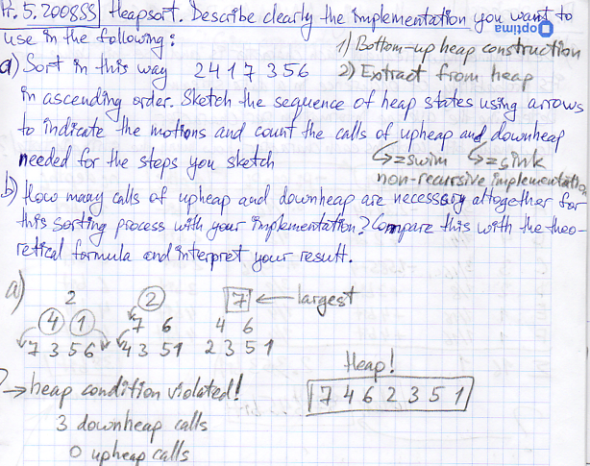 Pr. 5. 2008SS Heapsort. Describe clearly the implementation you want to
use in the following:
optima
1) Bottom-up heap construction
a) Sort in this way 2 4 1 7 3 5 6 2) Extract from heap
in ascending order. Sketch the sequence of heap states using arrows
to indicate the motions and count the calls of upheap and downheap
needed for the steps you sketch
=swim =sink
non-recursive implementation
b) How many calls of upheap and downheap are necessary altogether for
this sorting process with your implementation? Compare this with the theo-
retical formula and interpret your result.
a)
2 2 7 ← largest
4 1 7 6 4 6
7 3 5 6 4 3 5 1 2 3 5 1
Heap!
→ heap condition violated! 7 4 6 2 3 5 1
3 downheap calls
0 upheap calls